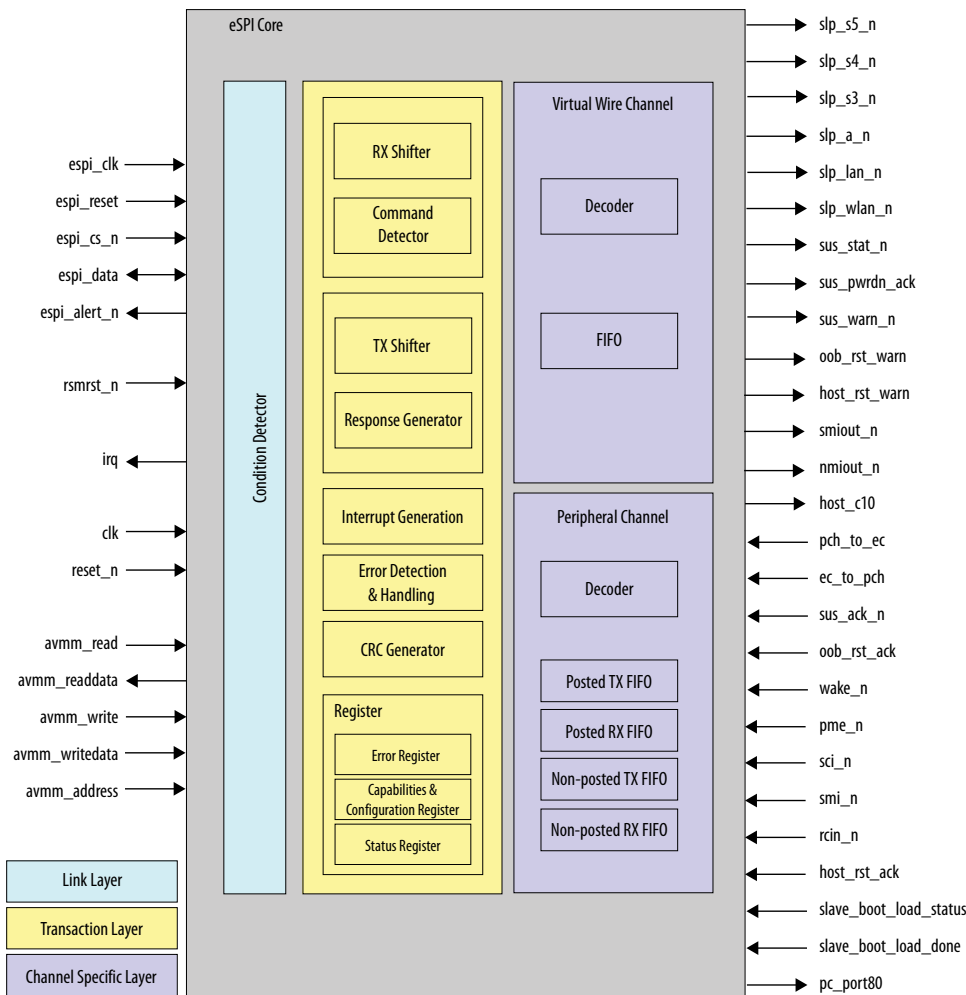 eSPI Core
espi_clk
espi_reset
espi_cs_n
espi_data
espi_alert_n
rsmrst_n
irq
clk
reset_n
avmm_read
avmm_readdata
avmm_write
avmm_writedata
avmm_address
Link Layer
Transaction Layer
Channel Specific Layer
Condition Detector
RX Shifter
Command
Detector
TX Shifter
Response Generator
Interrupt Generation
Error Detection
& Handling
CRC Generator
Register
Error Register
Capabilities &
Configuration Register
Status Register
Virtual Wire Channel
Decoder
FIFO
Peripheral Channel
Decoder
Posted TX FIFO
Posted RX FIFO
Non-posted TX FIFO
Non-posted RX FIFO
slp_s5_n
slp_s4_n
slp_s3_n
slp_a_n
slp_lan_n
slp_wlan_n
sus_stat_n
sus_pwrdn_ack
sus_warn_n
oob_rst_warn
host_rst_warn
smiout_n
nmiout_n
host_c10
pch_to_ec
ec_to_pch
sus_ack_n
oob_rst_ack
wake_n
pme_n
sci_n
smi_n
rcin_n
host_rst_ack
slave_boot_load_status
slave_boot_load_done
pc_port80